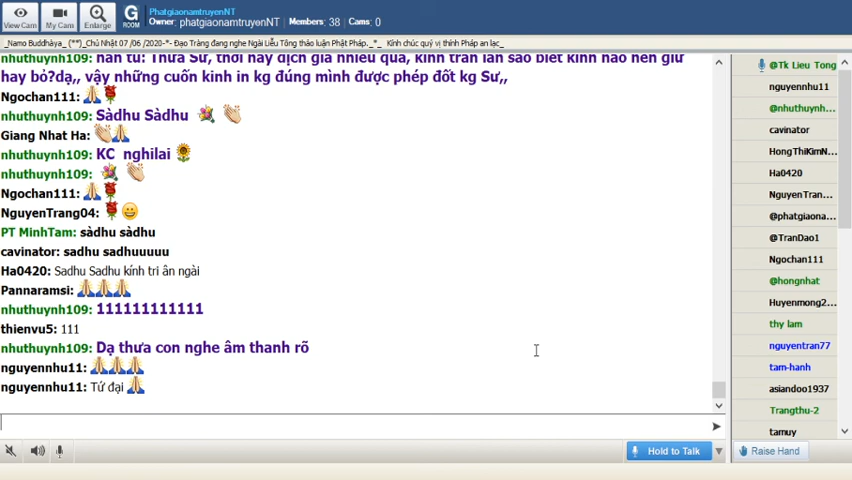 PhatgiaonamtruyenNT
Owner: phatgiaonamtruyenNT Members: 38 Cams: 0
View Cam
My Cams
Enlarge
G
ROOM
_Namo Buddhàya_ (**)_Chủ Nhật 07 /06 /2020-*- Đạo Tràng đang nghe Ngài Liễu Tông thảo luận Phật Pháp._*_ Kính chúc quý vị thính Pháp an lạc_
nhuthuynh109: hằn tu: Thưa Sư, thời nay dịch giả nhiều quá, kinh tràn lan sao biết kinh nào nên giữ
hay bỏ?dạ,, vậy những cuốn kinh in kg đúng mình được phép đốt kg Sư,,
Ngochan111:
nhuthuynh109: Sàdhu Sàdhu
Giang Nhat Ha:
nhuthuynh109: KC nghilai
nhuthuynh109:
Ngochan111:
NguyenTrang04:
PT MinhTam: sàdhu sàdhu
cavinator: sadhu sadhuuuuu
Ha0420: Sadhu Sadhu kính tri ân ngài
Pannaramsi:
nhuthuynh109: 111111111111
thienvu5: 111
nhuthuynh109: Dạ thưa con nghe âm thanh rõ
nguyennhu11:
nguyennhu11: Tứ đại
Hold to Talk
@Tk Lieu Tong
nguyennhu11
@nhuthuynh...
cavinator
HongThiKimN...
Ha0420
NguyenTran...
@phatgiaona...
@TranDao1
Ngochan111
@hongnhat
Huyenmong2...
thy lam
nguyentran77
tam-hanh
asiandoo1937
Trangthu-2
tamuy
Raise Hand